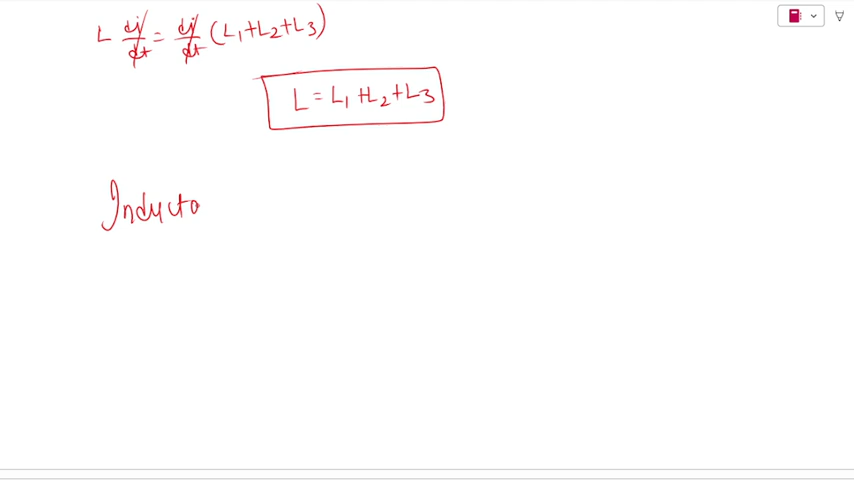 L di/dt = di/dt (L1+L2+L3)
L = L1+L2+L3
Inducto